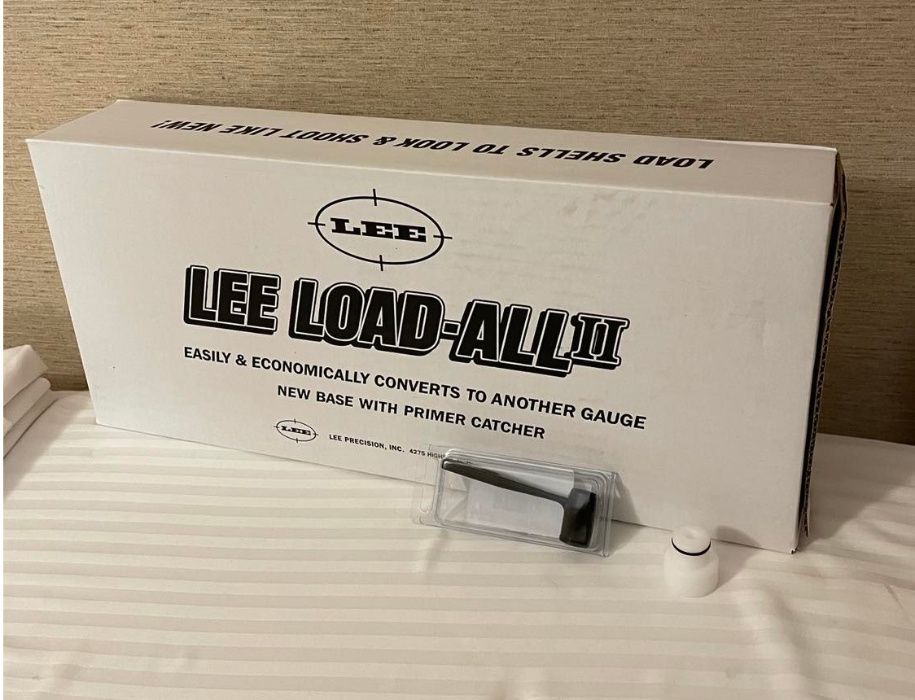 LOAD SHELLS TO LOOK & SHOOT LIKE NEW!
LEE
LEE LOAD-ALL II
EASILY & ECONOMICALLY CONVERTS TO ANOTHER GAUGE
NEW BASE WITH PRIMER CATCHER
LEE
LEE PRECISION, INC. 4275